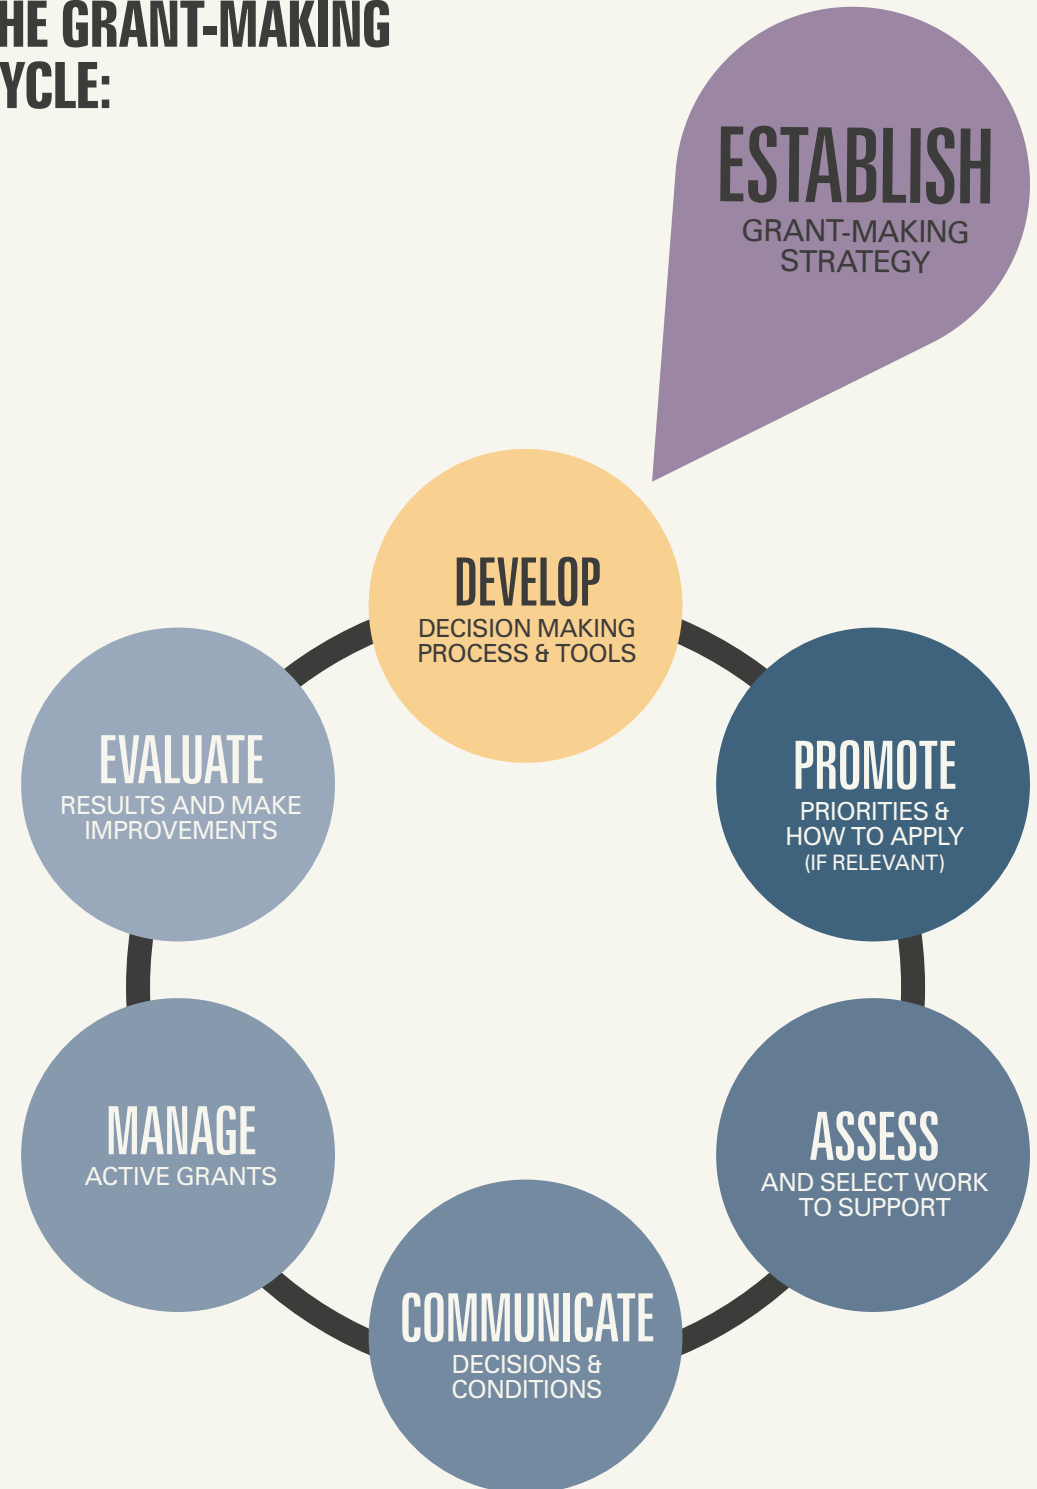 HE GRANT-MAKING
YCLE:
ESTABLISH
GRANT-MAKING
STRATEGY
DEVELOP
DECISION MAKING
PROCESS & TOOLS
PROMOTE
PRIORITIES &
HOW TO APPLY
(IF RELEVANT)
ASSESS
AND SELECT WORK
TO SUPPORT
COMMUNICATE
DECISIONS &
CONDITIONS
MANAGE
ACTIVE GRANTS
EVALUATE
RESULTS AND MAKE
IMPROVEMENTS